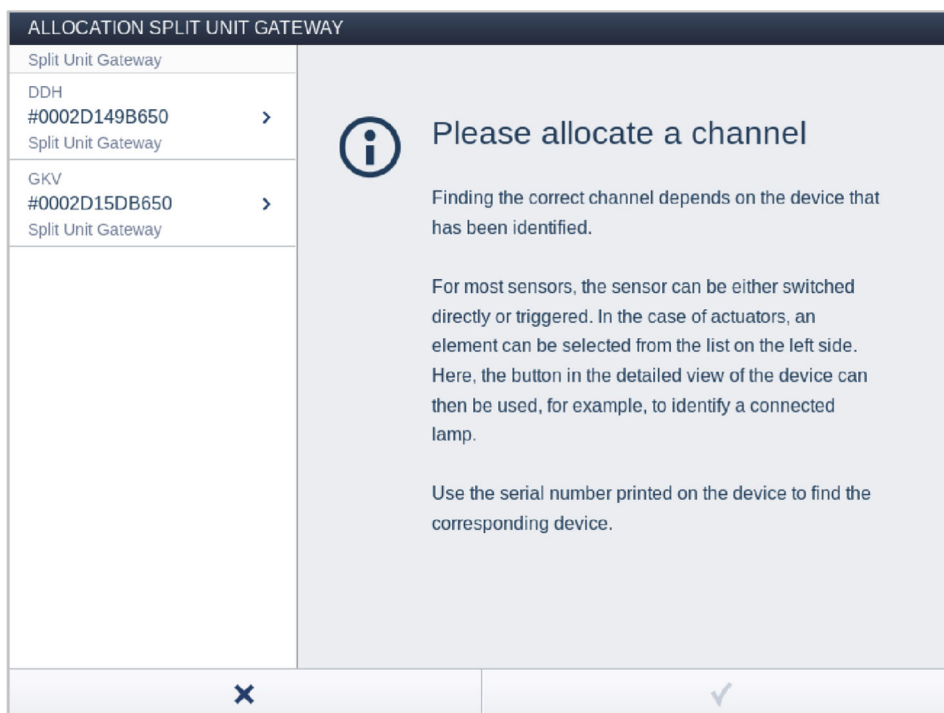 ALLOCATION SPLIT UNIT GATEWAY
Split Unit Gateway
DDH
#0002D149B650
Split Unit Gateway
GKV
#0002D15DB650
Split Unit Gateway
Please allocate a channel
Finding the correct channel depends on the device that
has been identified.
For most sensors, the sensor can be either switched
directly or triggered. In the case of actuators, an
element can be selected from the list on the left side.
Here, the button in the detailed view of the device can
then be used, for example, to identify a connected
lamp.
Use the serial number printed on the device to find the
corresponding device.